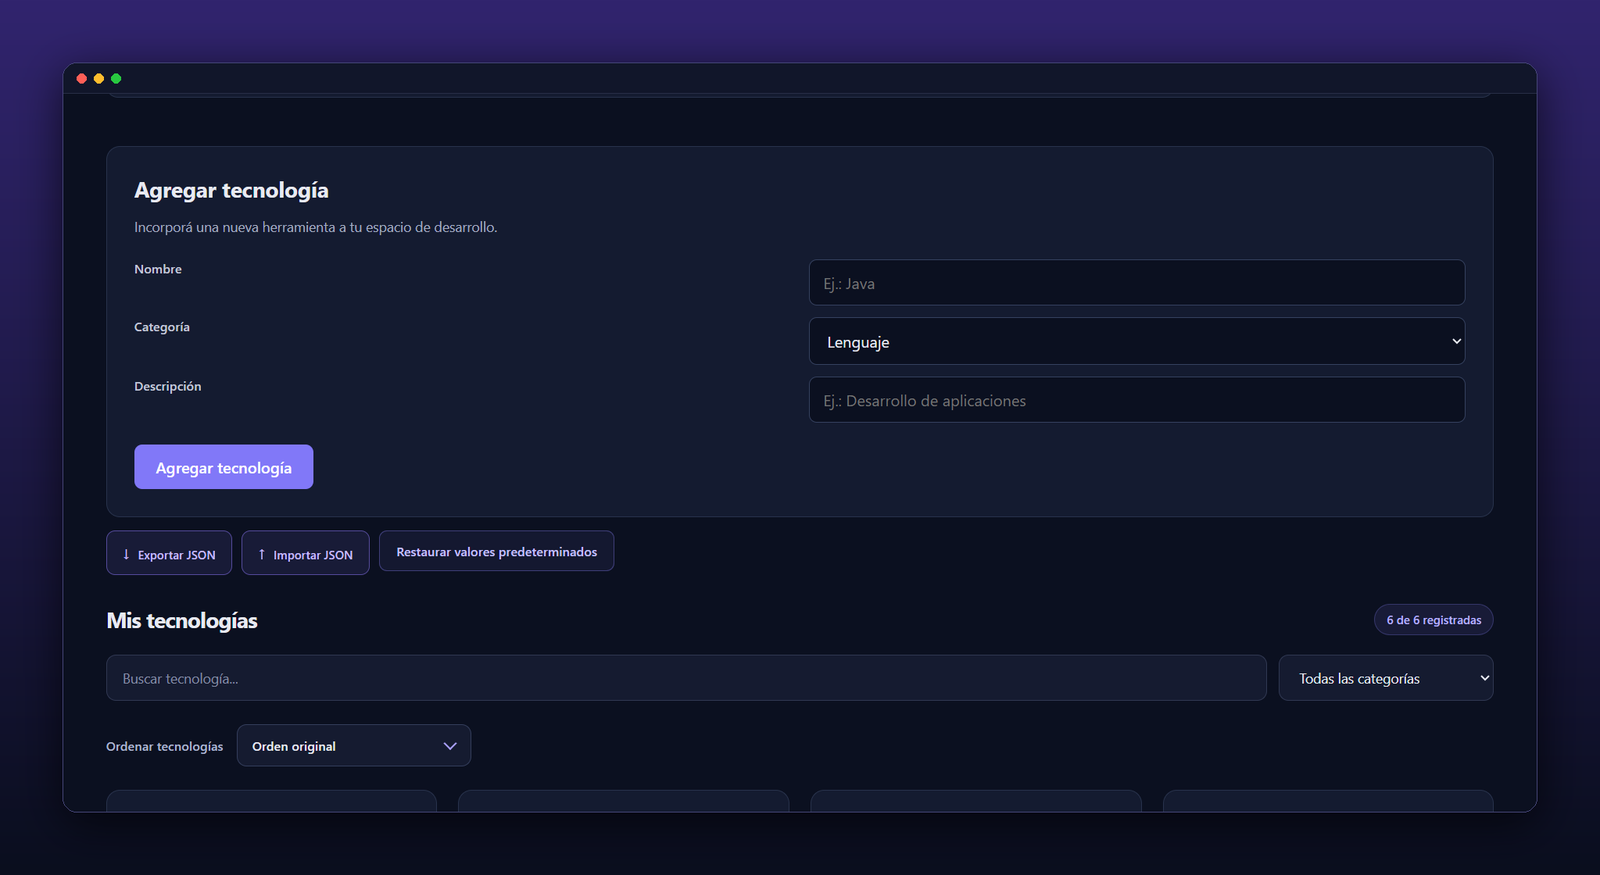 Agregar tecnología
Incorporá una nueva herramienta a tu espacio de desarrollo.
Nombre
Ej.: Java
Categoría
Lenguaje
Descripción
Ej.: Desarrollo de aplicaciones
Agregar tecnología
↓ Exportar JSON
↑ Importar JSON
Restaurar valores predeterminados
Mis tecnologías
6 de 6 registradas
Buscar tecnología...
Todas las categorías
Ordenar tecnologías
Orden original